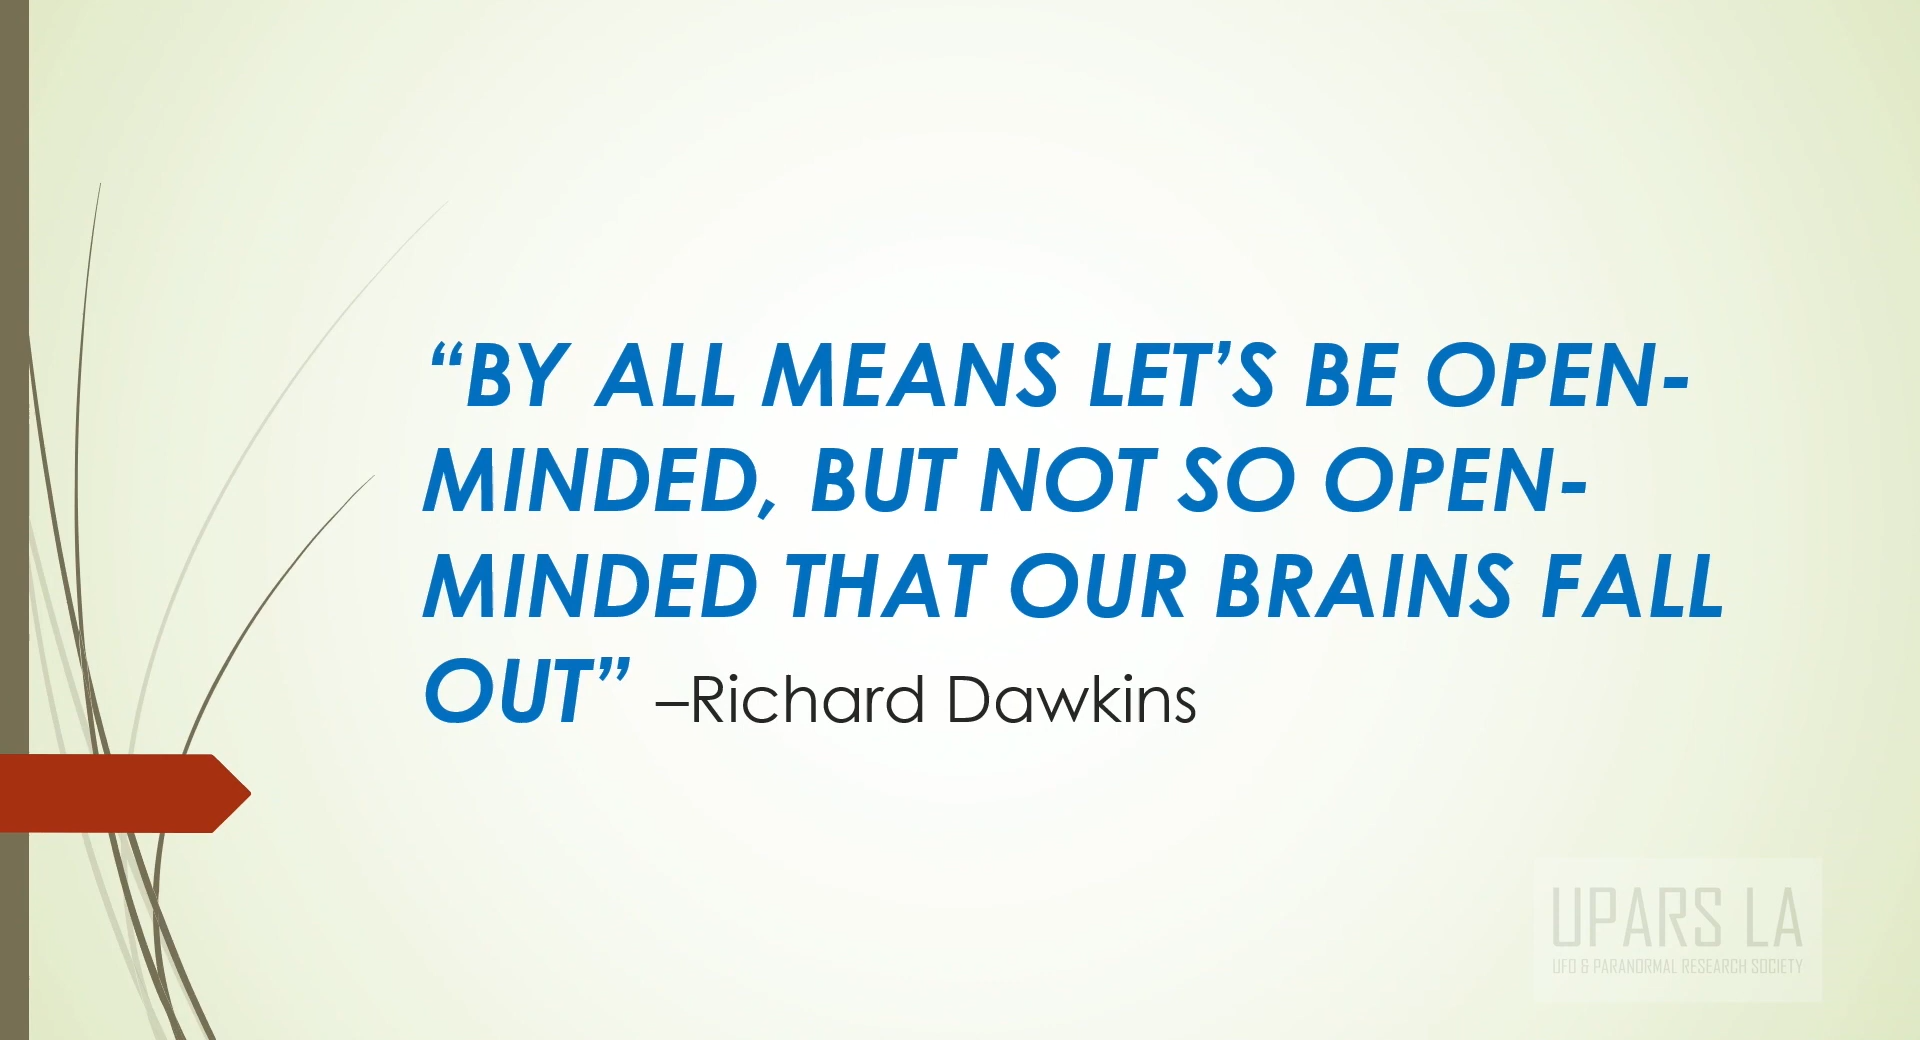 “BY ALL MEANS LET’S BE OPEN-
MINDED, BUT NOT SO OPEN-
MINDED THAT OUR BRAINS FALL
OUT” –Richard Dawkins
UPARS LA
UFO & PARANORMAL RESEARCH SOCIETY